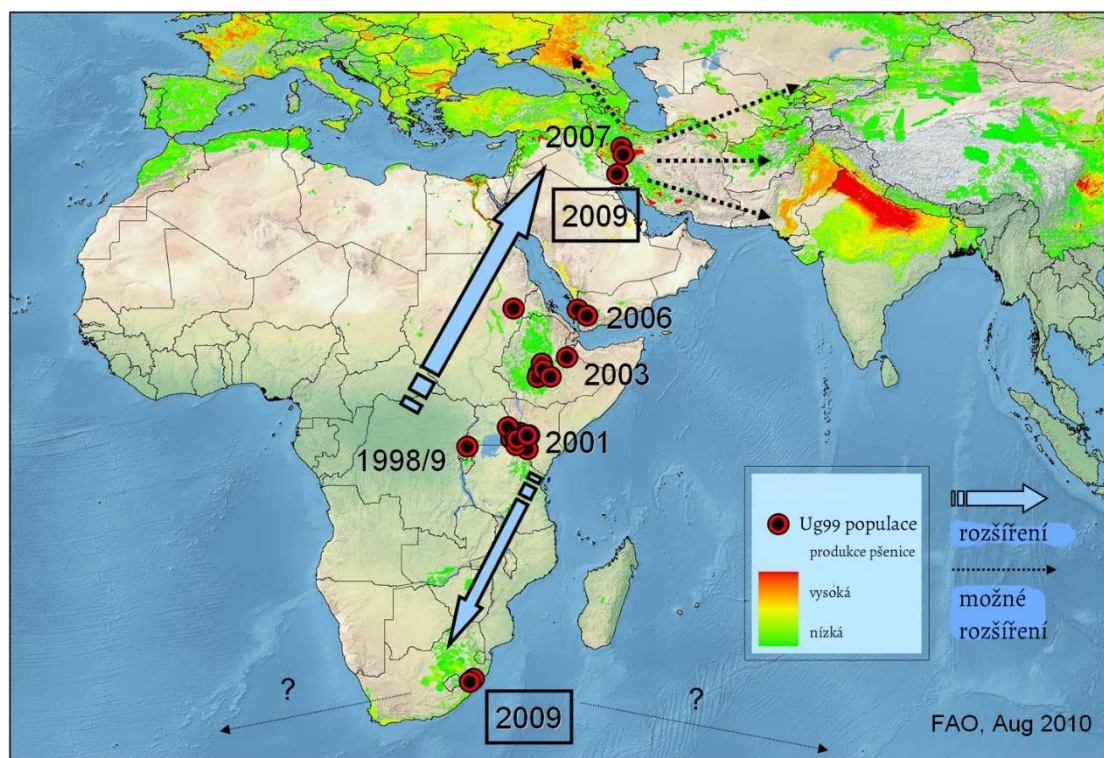 2007
2009
2006
2003
1998/9
2001
?
2009
?
Ug99 populace
produkce pšenice
vysoká
nízká
rozšíření
možné
rozšíření
FAO, Aug 2010